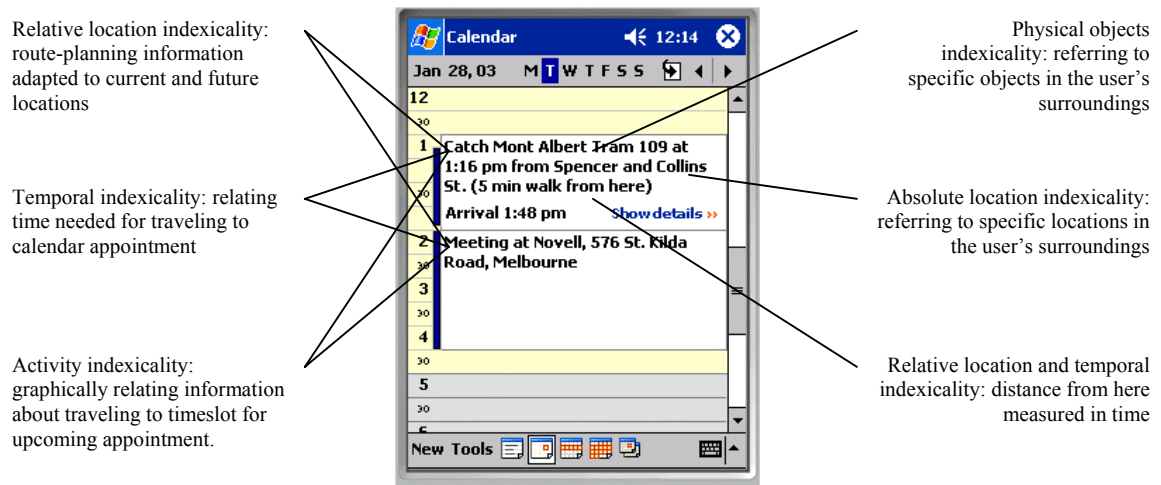 Relative location indexicality:
route-planning information
adapted to current and future
locations
Temporal indexicality: relating
time needed for traveling to
calendar appointment
Activity indexicality:
graphically relating information
about traveling to timeslot for
upcoming appointment.
Calendar 12:14
Jan 28, 03 M T W T F S S
12
30
1 Catch Mont Albert Tram 109 at
1:16 pm from Spencer and Collins
30 St. (5 min walk from here)
Arrival 1:48 pm Show details »
2 Meeting at Novell, 576 St. Kilda
30 Road, Melbourne
3
30
4
30
5
30
6
New Tools
Physical objects
indexicality: referring to
specific objects in the user's
surroundings
Absolute location indexicality:
referring to specific locations in
the user's surroundings
Relative location and temporal
indexicality: distance from here
measured in time